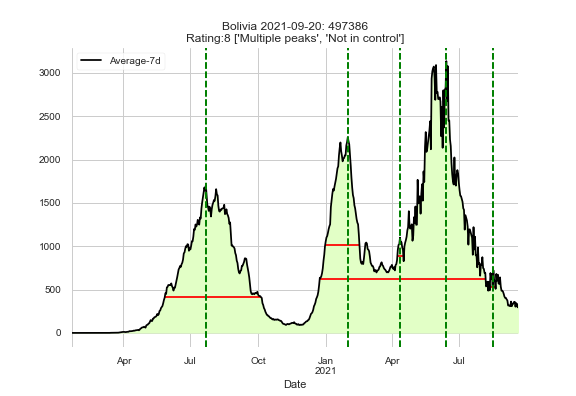 Bolivia 2021-09-20: 497386
Rating:8 ['Multiple peaks', 'Not in control']
Average-7d
3000
2500
2000
1500
1000
500
0
Apr
Jul
Oct
Jan
2021
Apr
Jul
Date